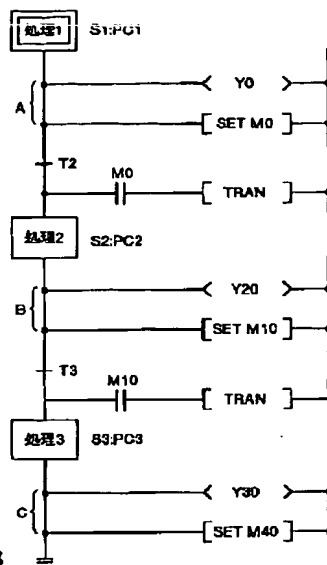 処理1 S1:PC1
Y0
A
SET M0
T2
M0
TRAN
処理2 S2:PC2
Y20
B
SET M10
T3
M10
TRAN
処理3 S3:PC3
Y30
C
SET M40